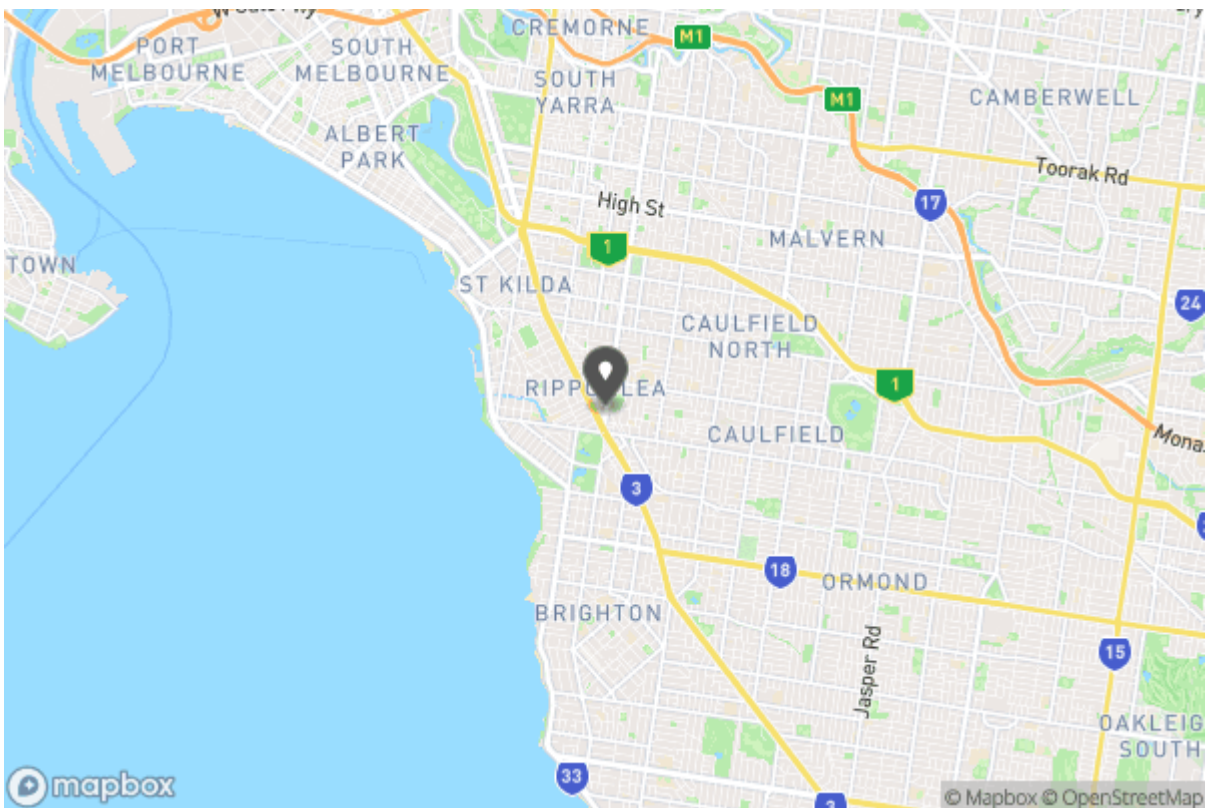 PORT
MELBOURNE
SOUTH
MELBOURNE
CREMORNE
M1
SOUTH
YARRA
M1
CAMBERWELL
ALBERT
PARK
Toorak Rd
High St
17
MALVERN
1
TOWN
ST KILDA
24
CAULFIELD
NORTH
1
CAULFIELD
3
18
ORMOND
BRIGHTON
Jasper Rd
15
OAKLEIG
SOUTH
33
3
mapbox
© Mapbox © OpenStreetMap